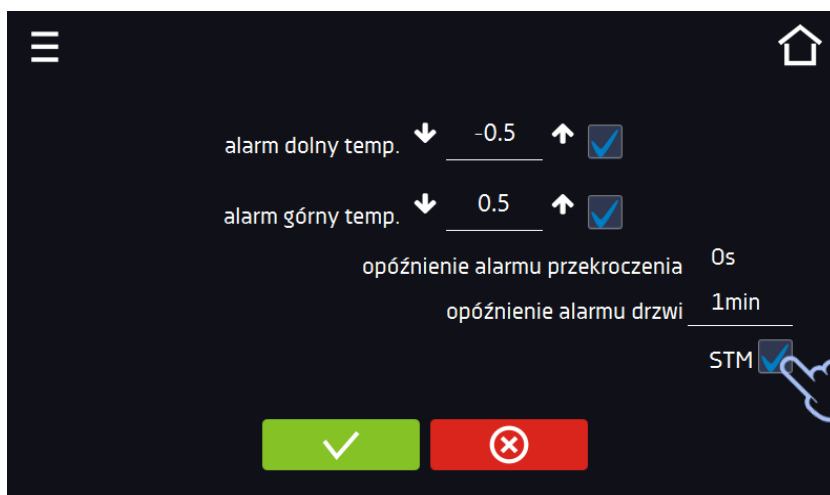 alarm dolny temp. -0.5
alarm górny temp. 0.5
opóźnienie alarmu przekroczenia 0s
opóźnienie alarmu drzwi 1min
STM